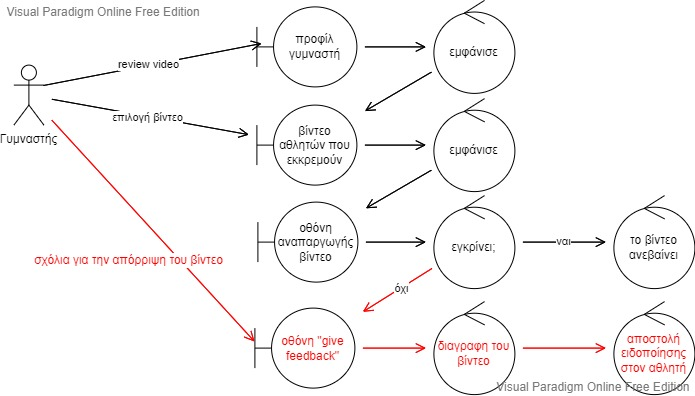 Visual Paradigm Online Free Edition
προφίλ
γυμναστή
εμφάνισε
review video
Γυμναστής
επιλογή βίντεο
βίντεο
αθλητών που
εκκρεμούν
εμφάνισε
οθόνη
αναπαργωγής
βίντεο
εγκρίνει;
ναι
το βίντεο
ανεβαίνει
σχόλια για την απόρριψη του βίντεο
όχι
οθόνη "give
feedback"
διαγραφη του
βίντεο
αποστολή
ειδοποίησης
στον αθλητή
Visual Paradigm Online Free Edition